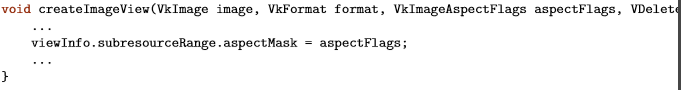 void createImageView(VkImage image, VkFormat format, VkImageAspectFlags aspectFlags, VDelete
...
viewInfo.subresourceRange.aspectMask = aspectFlags;
...
}